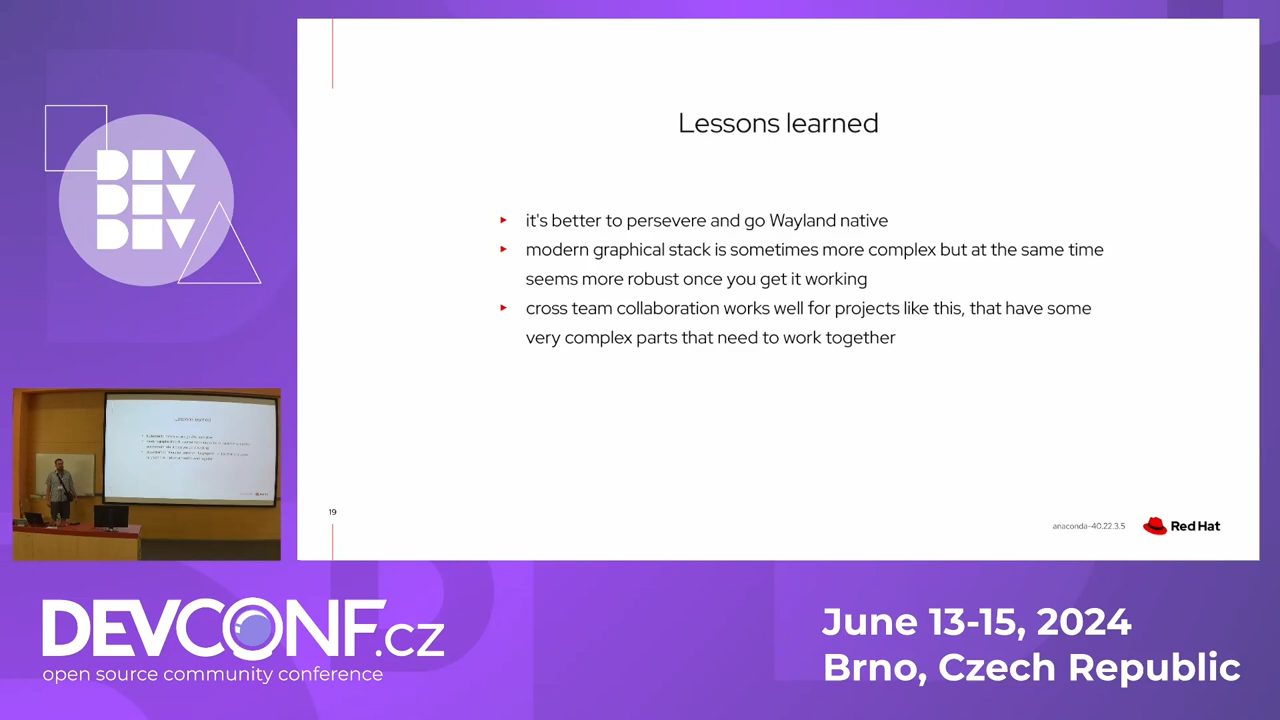 DEV
DEV
DEV
Lessons learned
it's better to persevere and go Wayland native
modern graphical stack is sometimes more complex but at the same time
seems more robust once you get it working
cross team collaboration works well for projects like this, that have some
very complex parts that need to work together
19
anaconda-40.22.3.5
Red Hat
Lessons learned
DEVCONF.cz
open source community conference
June 13-15, 2024
Brno, Czech Republic